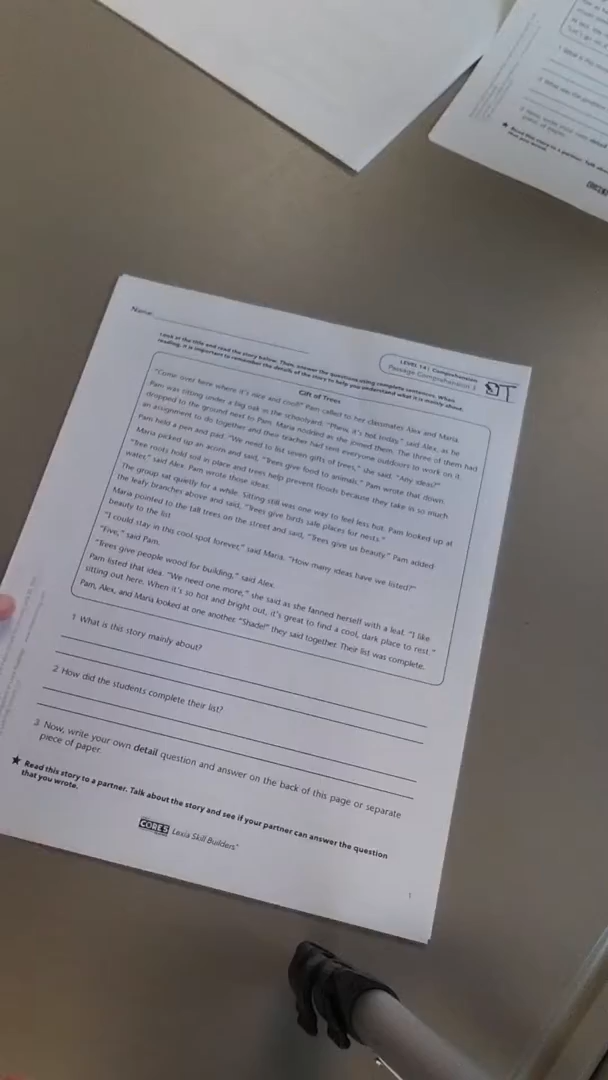 Name:
LEVEL 14 | Comprehension
Passage Comprehension 1
Look at the title and read the story below. Then answer the questions using complete sentences. When
reading, it is important to remember the details of the story to help you understand what it is mainly about.
Gift of Trees
"Come over here where it's nice and cool!" Pam called to her classmates Alex and Maria.
Pam was sitting under a big oak in the schoolyard. "Phew, it's hot today," said Alex, as he
dropped to the ground next to Pam. Maria nodded as she joined them. The three of them had
an assignment to do together and their teacher had sent everyone outdoors to work on it.
Pam held a pen and pad. "We need to list seven gifts of trees," she said. "Any ideas?"
Maria picked up an acorn and said, "Trees give food to animals." Pam wrote that down.
"Tree roots hold soil in place and trees help prevent floods because they take in so much
water," said Alex. Pam wrote those ideas.
The group sat quietly for a while. Sitting still was one way to feel less hot. Pam looked up at
the leafy branches above and said, "Trees give birds safe places for nests."
Maria pointed to the tall trees on the street and said, "Trees give us beauty." Pam added
beauty to the list.
"I could stay in this cool spot forever," said Maria. "How many ideas have we listed?"
"Five," said Pam.
"Trees give people wood for building," said Alex.
Pam listed that idea. "We need one more," she said as she fanned herself with a leaf. "I like
sitting out here. When it's so hot and bright out, it's great to find a cool, dark place to rest."
Pam, Alex, and Maria looked at one another. "Shade!" they said together. Their list was complete.
1 What is this story mainly about?
2 How did the students complete their list?
3 Now, write your own detail question and answer on the back of this page or separate
piece of paper.
★ Read this story to a partner. Talk about the story and see if your partner can answer the question
that you wrote.
CORE5 Lexia Skill Builders®
1